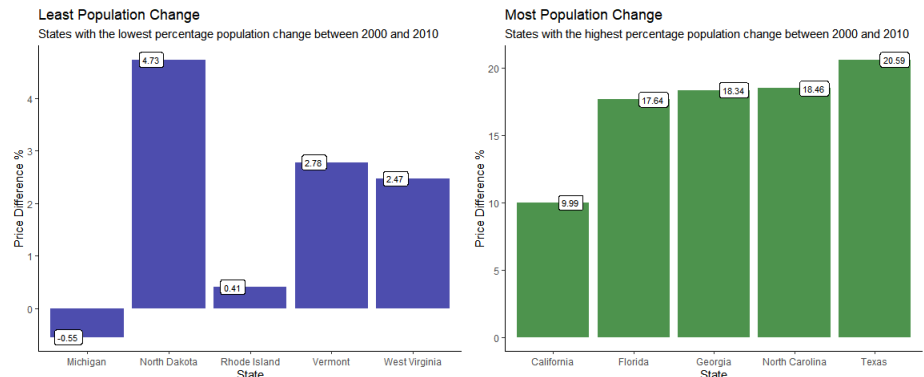 Least Population Change
States with the lowest percentage population change between 2000 and 2010
Price Difference %
4
3
2
1
0
4.73
2.78
2.47
0.41
-0.55
Michigan
North Dakota
Rhode Island
Vermont
West Virginia
State
Most Population Change
States with the highest percentage population change between 2000 and 2010
Price Difference %
20
15
10
5
0
9.99
17.64
18.34
18.46
20.59
California
Florida
Georgia
North Carolina
Texas
State